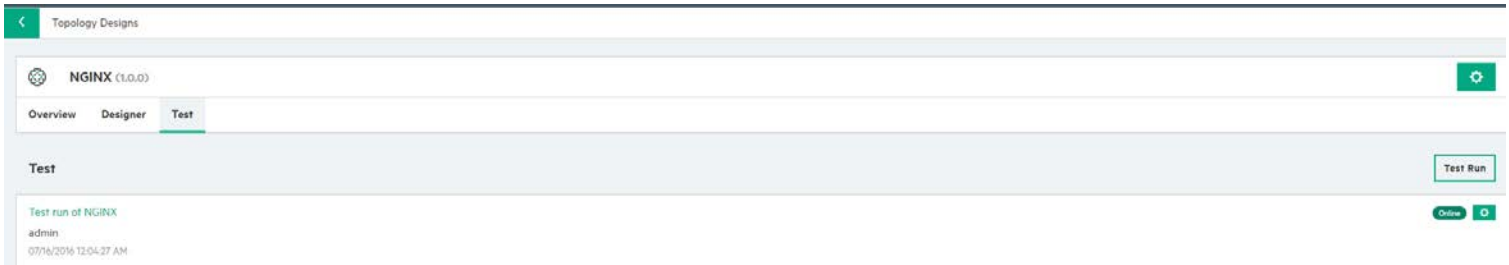 Topology Designs
NGINX (1.0.0)
Overview Designer Test
Test Test Run
Test run of NGINX Online
admin
07/16/2016 12:04:27 AM